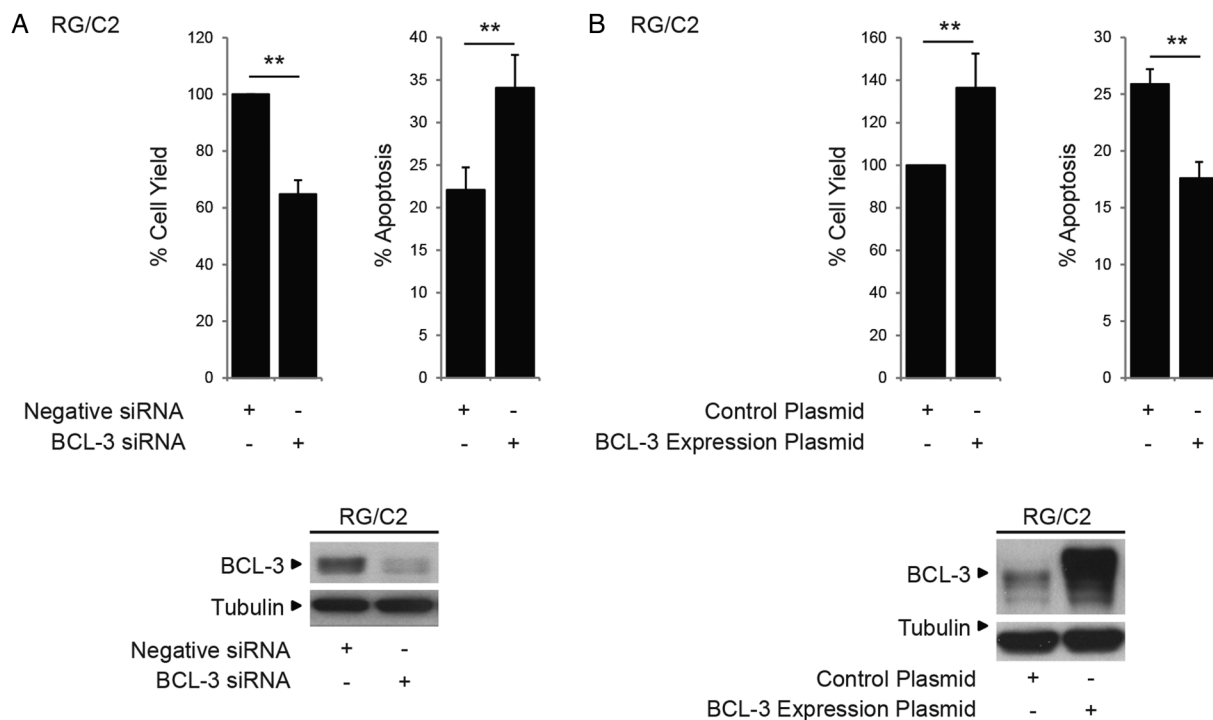 A RG/C2
% Cell Yield
120
100
80
60
40
20
0
**
% Apoptosis
40
35
30
25
20
15
10
5
0
**
Negative siRNA + - + -
BCL-3 siRNA - + - +
RG/C2
BCL-3
Tubulin
Negative siRNA + -
BCL-3 siRNA - +
B RG/C2
% Cell Yield
160
140
120
100
80
60
40
20
0
**
% Apoptosis
30
25
20
15
10
5
0
**
Control Plasmid + - + -
BCL-3 Expression Plasmid - + - +
RG/C2
BCL-3
Tubulin
Control Plasmid + -
BCL-3 Expression Plasmid - +